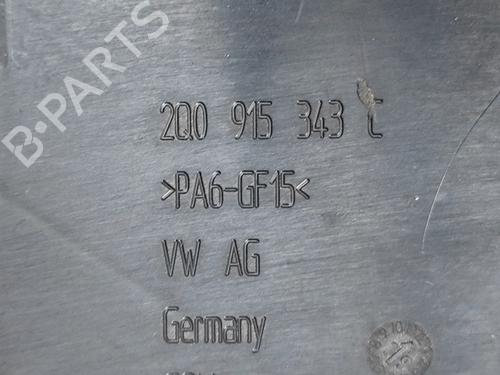 B-PARTS
2Q0 915 343 C
>PA6-GF15<
VW AG
Germany